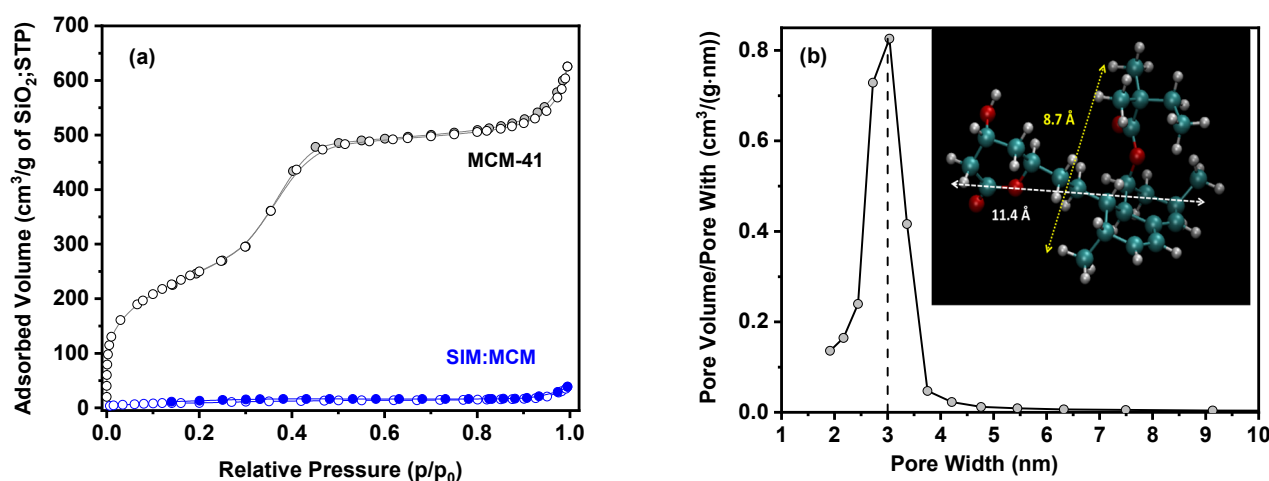 (a)
Adsorbed Volume (cm³/g of SiO₂;STP)
800
700
600
500
400
300
200
100
0
MCM-41
SIM:MCM
0.0 0.2 0.4 0.6 0.8 1.0
Relative Pressure (p/p₀)
(b)
Pore Volume/Pore With (cm³/(g·nm))
0.8
0.6
0.4
0.2
0.0
8.7 Å
11.4 Å
1 2 3 4 5 6 7 8 9 10
Pore Width (nm)